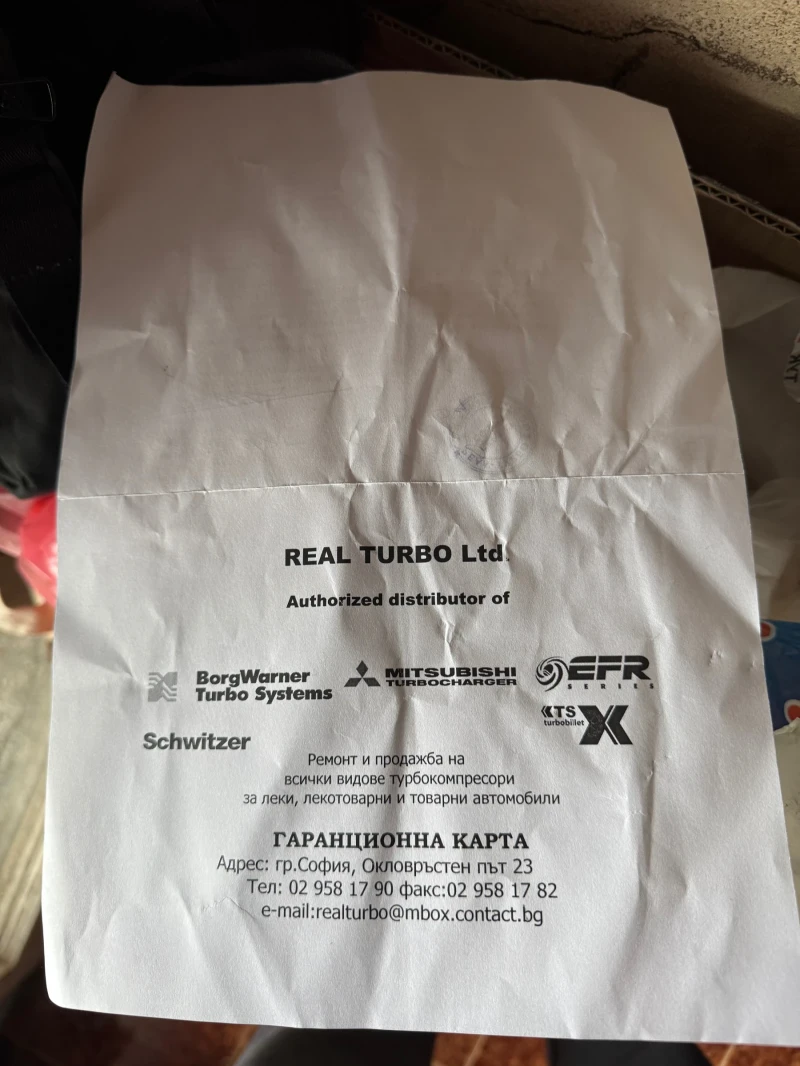 REAL TURBO Ltd.
Authorized distributor of
BorgWarner
Turbo Systems
MITSUBISHI
TURBOCHARGER
EFR
SERIES
KTS
turbobillet
X
Schwitzer
Ремонт и продажба на
всички видове турбокомпресори
за леки, лекотоварни и товарни автомобили
ГАРАНЦИОННА КАРТА
Адрес: гр.София, Околовръстен път 23
Тел: 02 958 17 90 факс:02 958 17 82
e-mail:realturbo@mbox.contact.bg